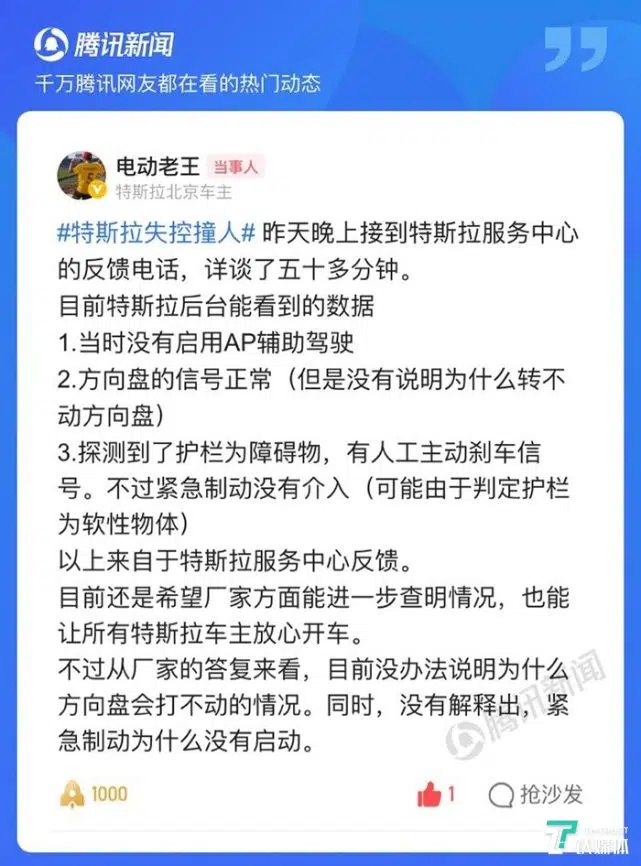 腾讯新闻
千万腾讯网友都在看的热门动态
电动老王 当事人
特斯拉北京车主
#特斯拉失控撞人# 昨天晚上接到特斯拉服务中心
的反馈电话，详谈了五十多分钟。
目前特斯拉后台能看到的数据
1.当时没有启用AP辅助驾驶
2.方向盘的信号正常（但是没有说明为什么转不
动方向盘）
3.探测到了护栏为障碍物，有人工主动刹车信
号。不过紧急制动没有介入（可能由于判定护栏
为软性物体）
以上来自于特斯拉服务中心反馈。
目前还是希望厂家方面能进一步查明情况，也能
让所有特斯拉车主放心开车。
不过从厂家的答复来看，目前没办法说明为什么
方向盘会打不动的情况。同时，没有解释出，紧
急制动为什么没有启动。
腾讯新闻
1000 1 抢沙发
钛媒体